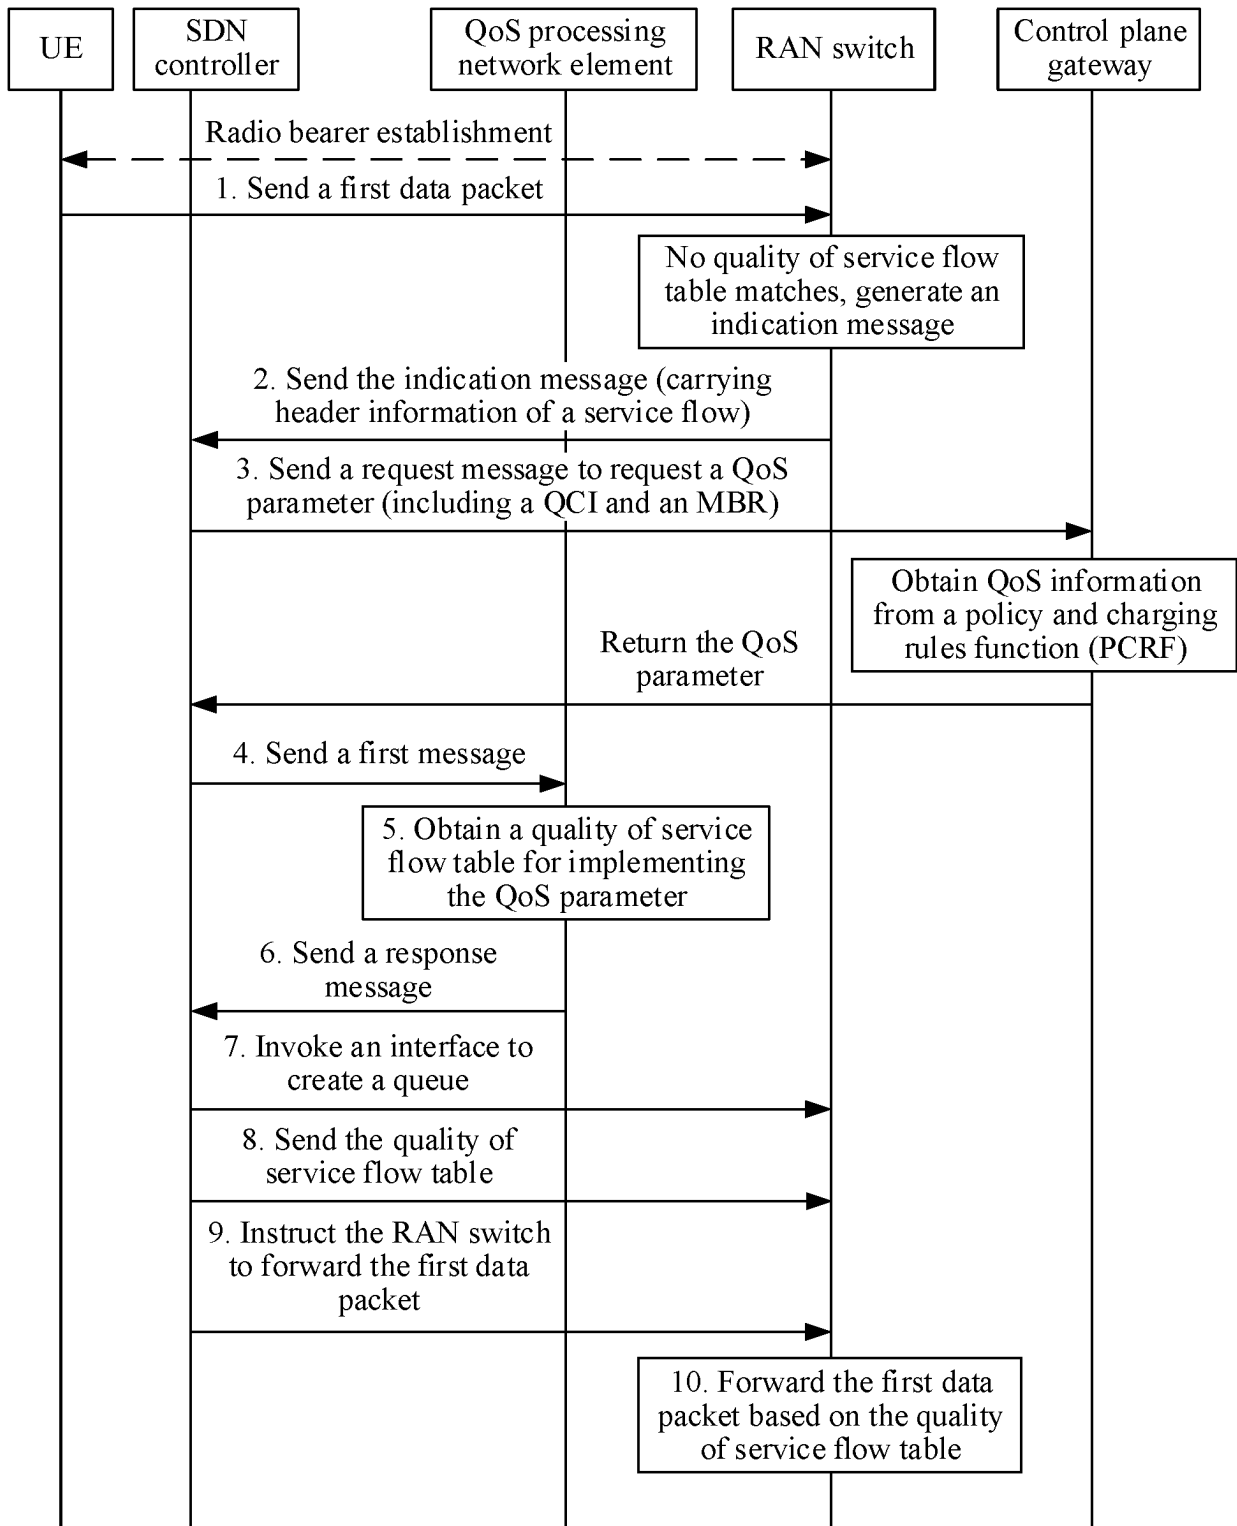 UE
SDN
controller
QoS processing
network element
RAN switch
Control plane
gateway
Radio bearer establishment
1. Send a first data packet
No quality of service flow
table matches, generate an
indication message
2. Send the indication message (carrying
header information of a service flow)
3. Send a request message to request a QoS
parameter (including a QCI and an MBR)
Obtain QoS information
from a policy and charging
rules function (PCRF)
Return the QoS
parameter
4. Send a first message
5. Obtain a quality of service
flow table for implementing
the QoS parameter
6. Send a response
message
7. Invoke an interface to
create a queue
8. Send the quality of
service flow table
9. Instruct the RAN switch
to forward the first data
packet
10. Forward the first data
packet based on the quality
of service flow table